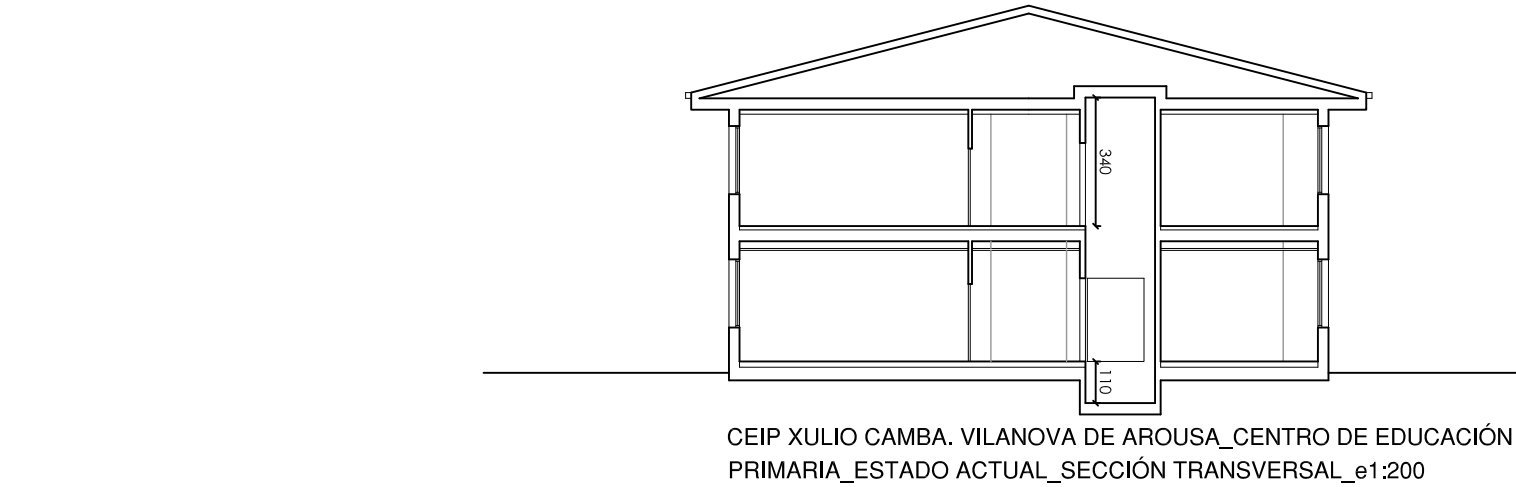 340
110
CEIP XULIO CAMBA. VILANOVA DE AROUSA_CENTRO DE EDUCACIÓN
PRIMARIA_ESTADO ACTUAL_SECCIÓN TRANSVERSAL_e1:200